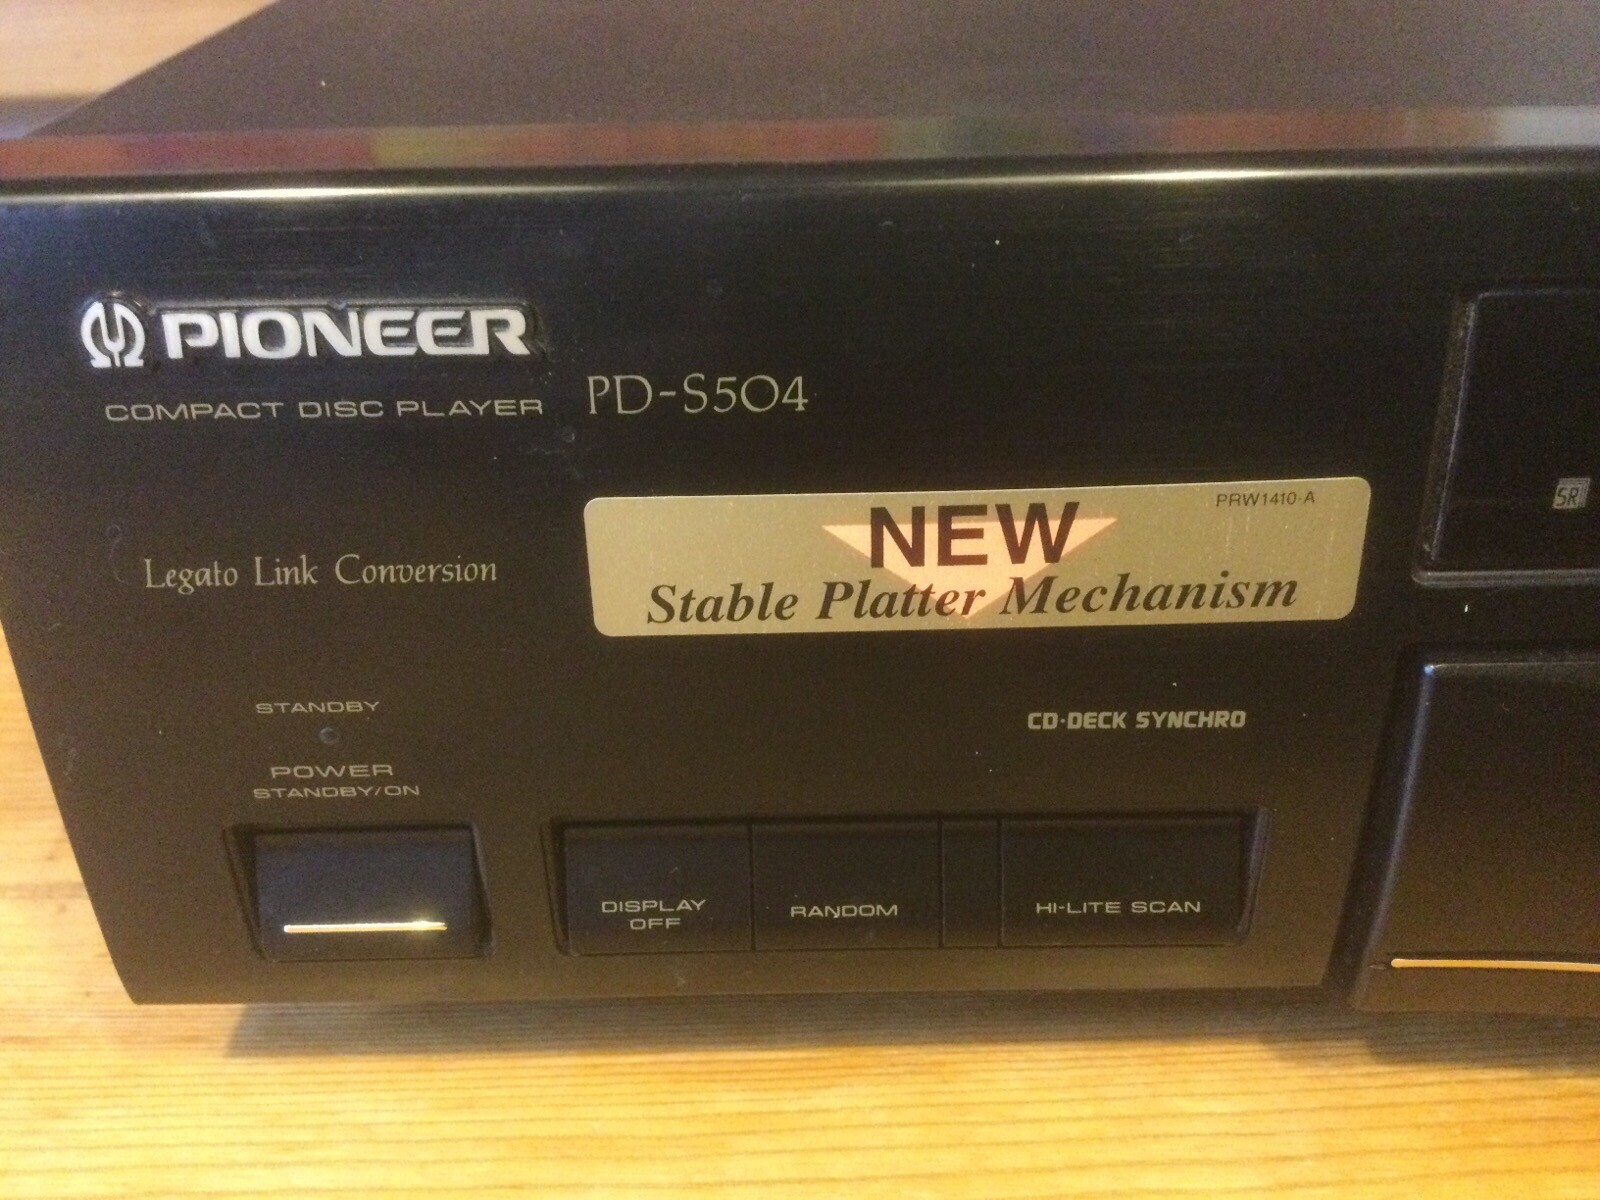 PIONEER
COMPACT DISC PLAYER
PD-S504
Legato Link Conversion
PRW1410-A
NEW
Stable Platter Mechanism
SR
STANDBY
CD·DECK SYNCHRO
POWER
STANDBY/ON
DISPLAY
OFF
RANDOM
HI-LITE SCAN